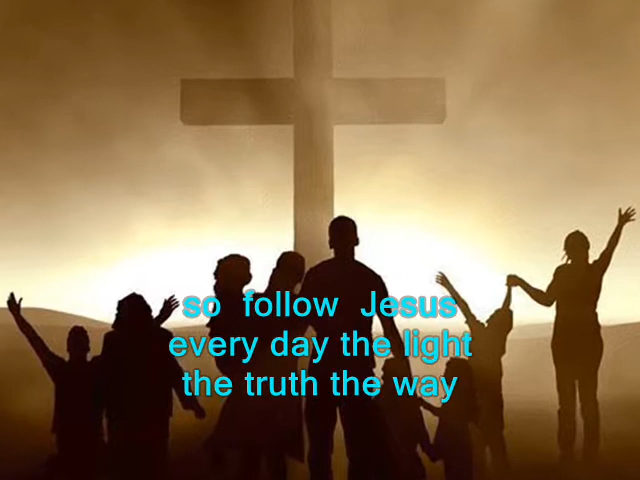 so follow Jesus
every day the light
the truth the way